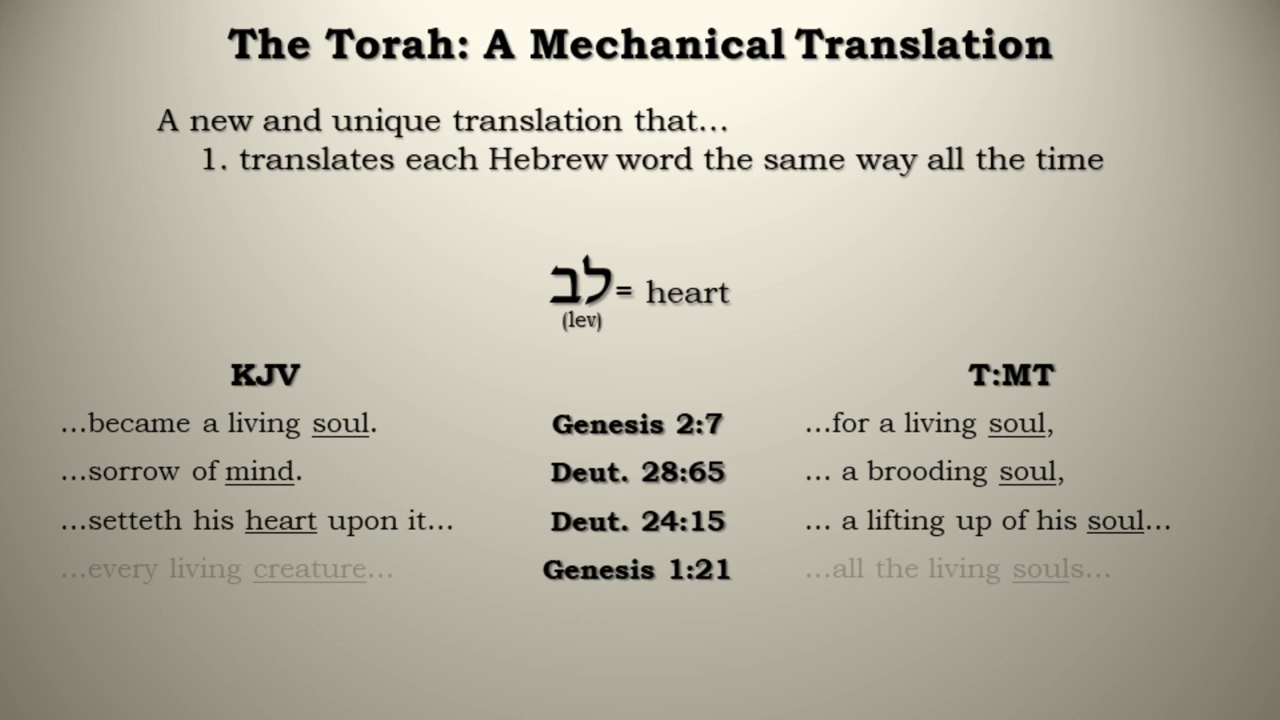 The Torah: A Mechanical Translation
A new and unique translation that...
1. translates each Hebrew word the same way all the time
לב = heart
(lev)
KJV T:MT
...became a living soul. Genesis 2:7 ...for a living soul,
...sorrow of mind. Deut. 28:65 ... a brooding soul,
...setteth his heart upon it... Deut. 24:15 ... a lifting up of his soul...
...every living creature... Genesis 1:21 ...all the living souls...